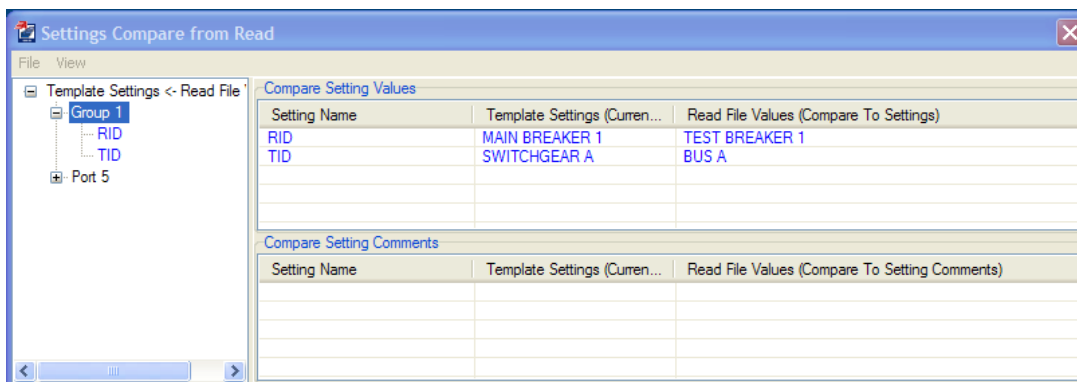 Settings Compare from Read
File View
Template Settings <- Read File '
Group 1
RID
TID
Port 5
Compare Setting Values
Setting Name Template Settings (Curren... Read File Values (Compare To Settings)
RID MAIN BREAKER 1 TEST BREAKER 1
TID SWITCHGEAR A BUS A
Compare Setting Comments
Setting Name Template Settings (Curren... Read File Values (Compare To Setting Comments)